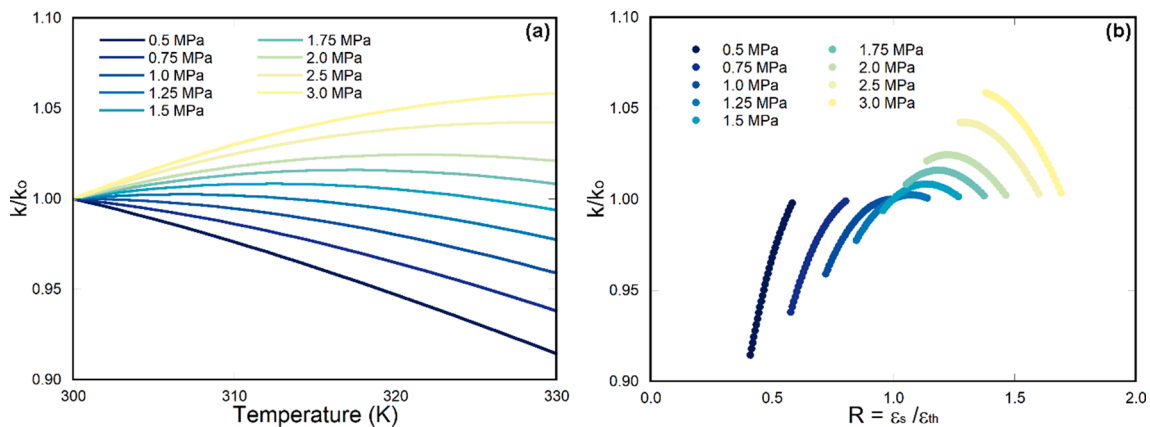 (a)
1.10
1.05
1.00
0.95
0.90
k/ko
0.5 MPa
0.75 MPa
1.0 MPa
1.25 MPa
1.5 MPa
1.75 MPa
2.0 MPa
2.5 MPa
3.0 MPa
300 310 320 330
Temperature (K)
(b)
1.10
1.05
1.00
0.95
0.90
k/ko
0.5 MPa
0.75 MPa
1.0 MPa
1.25 MPa
1.5 MPa
1.75 MPa
2.0 MPa
2.5 MPa
3.0 MPa
0.0 0.5 1.0 1.5 2.0
R = εs /εth